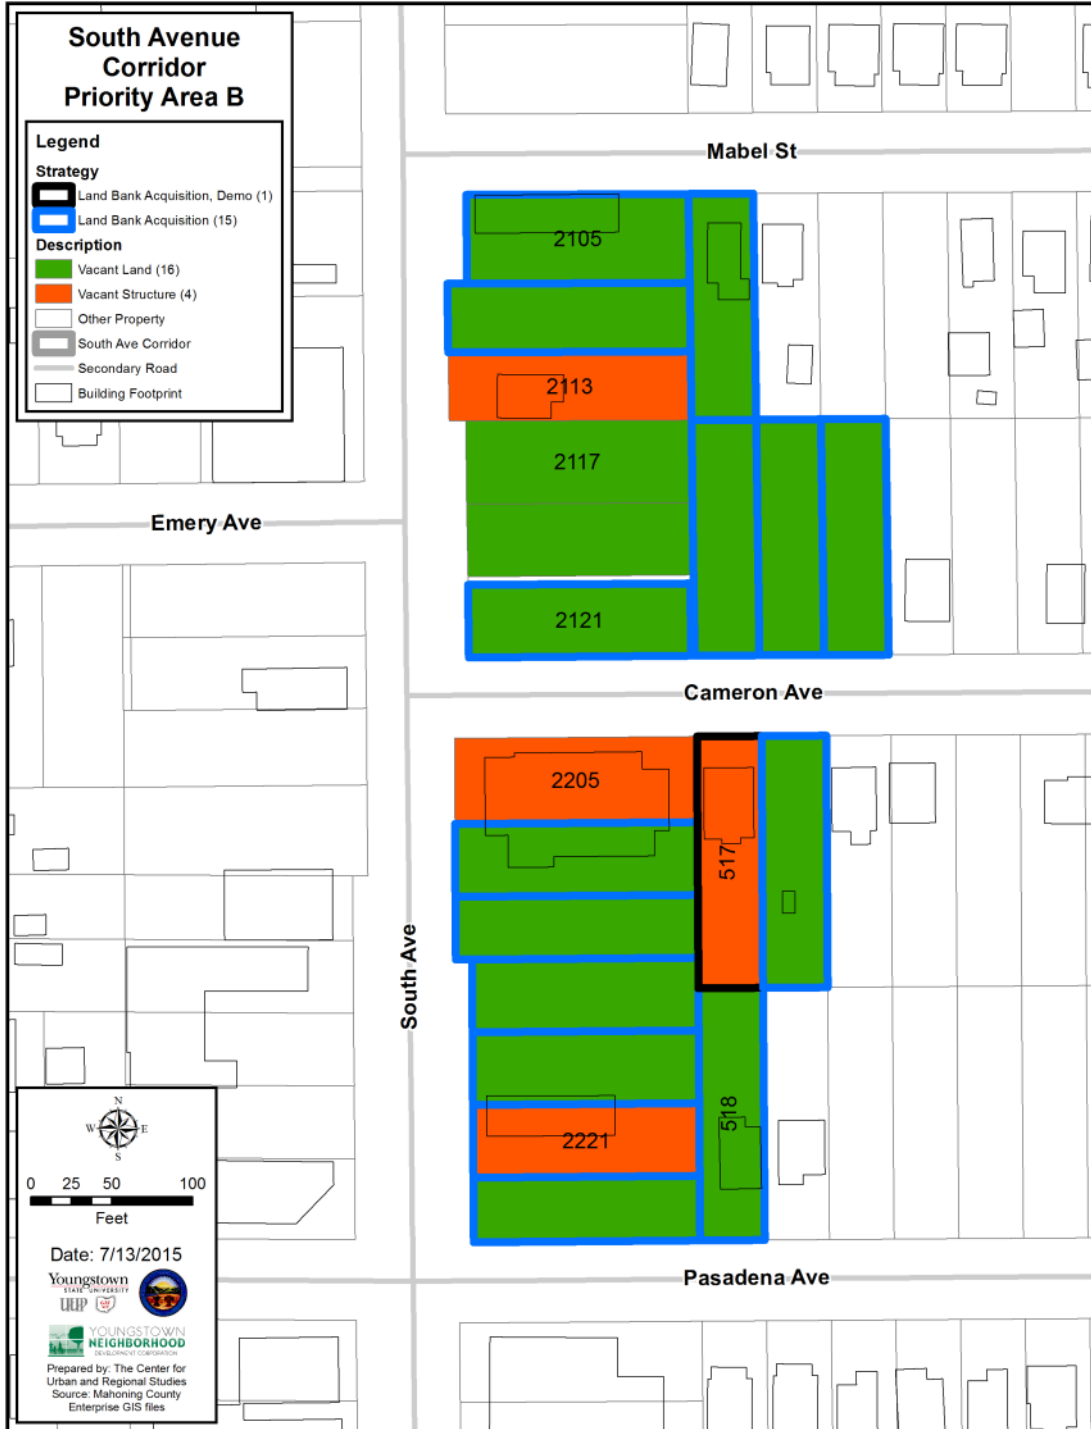 South Avenue
Corridor
Priority Area B
Legend
Strategy
Land Bank Acquisition, Demo (1)
Land Bank Acquisition (15)
Description
Vacant Land (16)
Vacant Structure (4)
Other Property
South Ave Corridor
Secondary Road
Building Footprint
Mabel St
2105
2113
2117
Emery Ave
2121
Cameron Ave
2205
517
South Ave
518
2221
Pasadena Ave
N
W E
S
0 25 50 100
Feet
Date: 7/13/2015
Youngstown
STATE UNIVERSITY
YOUNGSTOWN
NEIGHBORHOOD
DEVELOPMENT CORPORATION
Prepared by: The Center for
Urban and Regional Studies
Source: Mahoning County
Enterprise GIS files